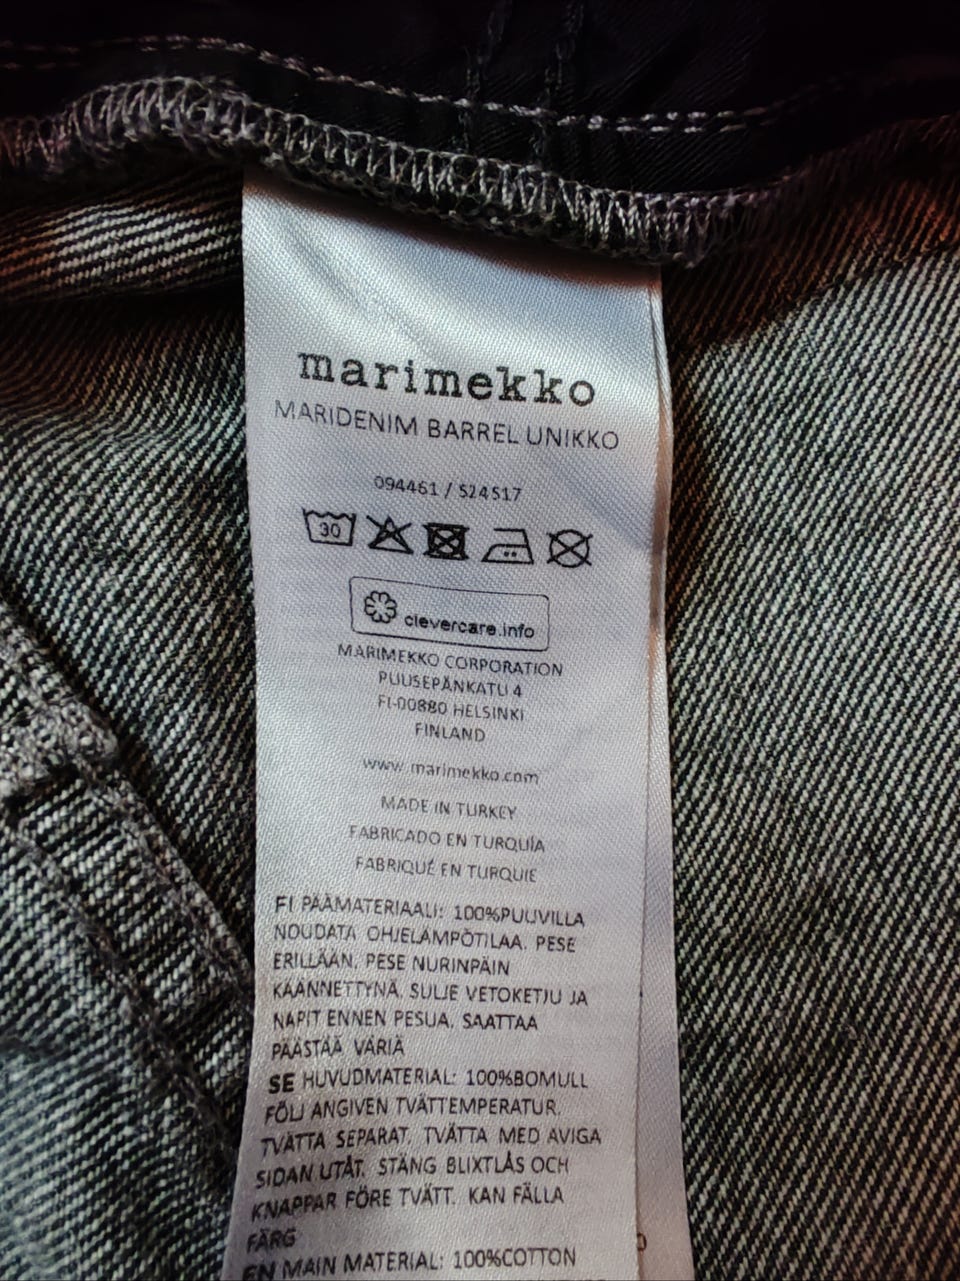 marimekko
MARIDENIM BARREL UNIKKO
094461 / S24S17
30
clevercare.info
MARIMEKKO CORPORATION
PUUSEPÄNKATU 4
FI-00880 HELSINKI
FINLAND
www.marimekko.com
MADE IN TURKEY
FABRICADO EN TURQUÍA
FABRIQUÉ EN TURQUIE
FI PÄÄMATERIAALI: 100%PUUVILLA
NOUDATA OHJELÄMPÖTILAA. PESE
ERILLÄÄN. PESE NURINPÄIN
KÄÄNNETTYNÄ. SULJE VETOKETJU JA
NAPIT ENNEN PESUA. SAATTAA
PÄÄSTÄÄ VÄRIÄ
SE HUVUDMATERIAL: 100%BOMULL
FÖLJ ANGIVEN TVÄTTEMPERATUR.
TVÄTTA SEPARAT. TVÄTTA MED AVIGA
SIDAN UTÅT. STÄNG BLIXTLÅS OCH
KNAPPAR FÖRE TVÄTT. KAN FÄLLA
FÄRG
EN MAIN MATERIAL: 100%COTTON